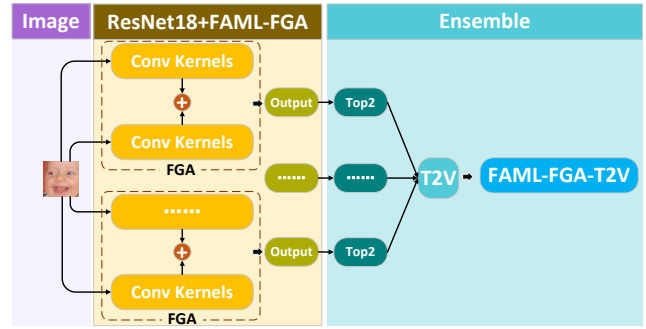 Image
ResNet18+FAML-FGA
Ensemble
Conv Kernels
+
Conv Kernels
FGA
Output
Top2
......
......
T2V
FAML-FGA-T2V
......
+
Conv Kernels
FGA
Output
Top2